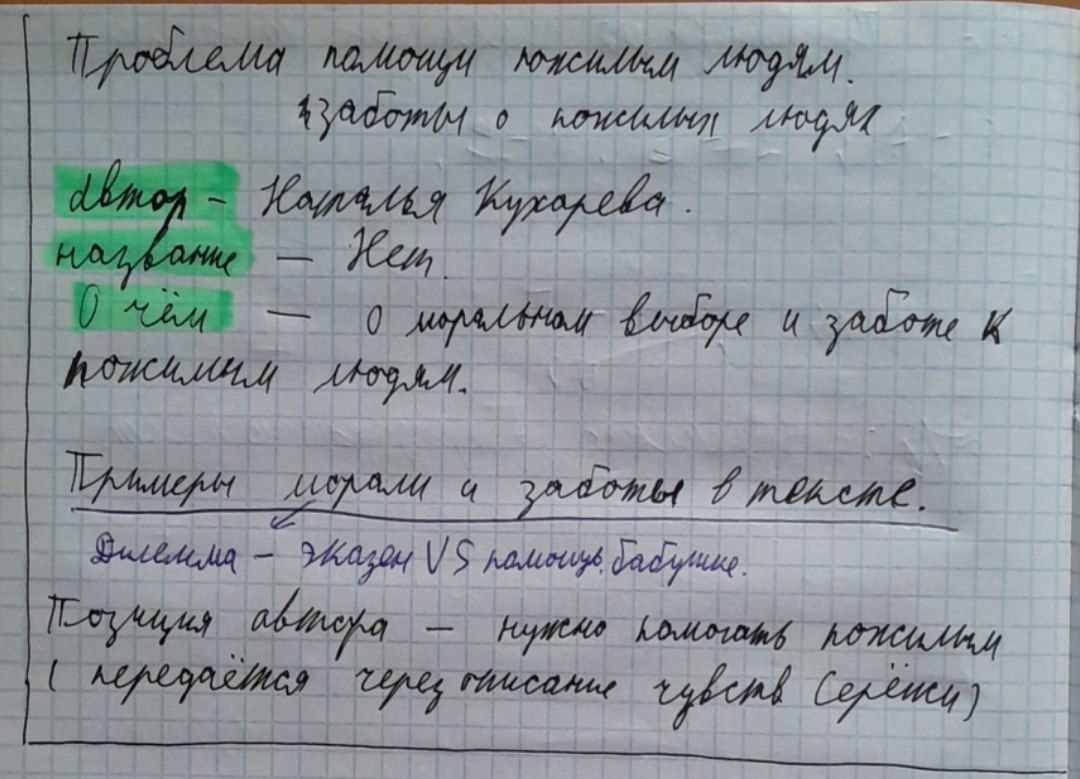 Проблема помощи пожилым людям.
заботы о пожилых людях
Автор – Наталья Кухарева.
название – Нет.
О чём – о моральном выборе и заботе к
пожилым людям.
Примеры морали и заботы в тексте.
Дилемма – экзамен VS помощь бабушке.
Позиция автора – нужно помогать пожилым
(передаётся через описание чувств Серёжи)